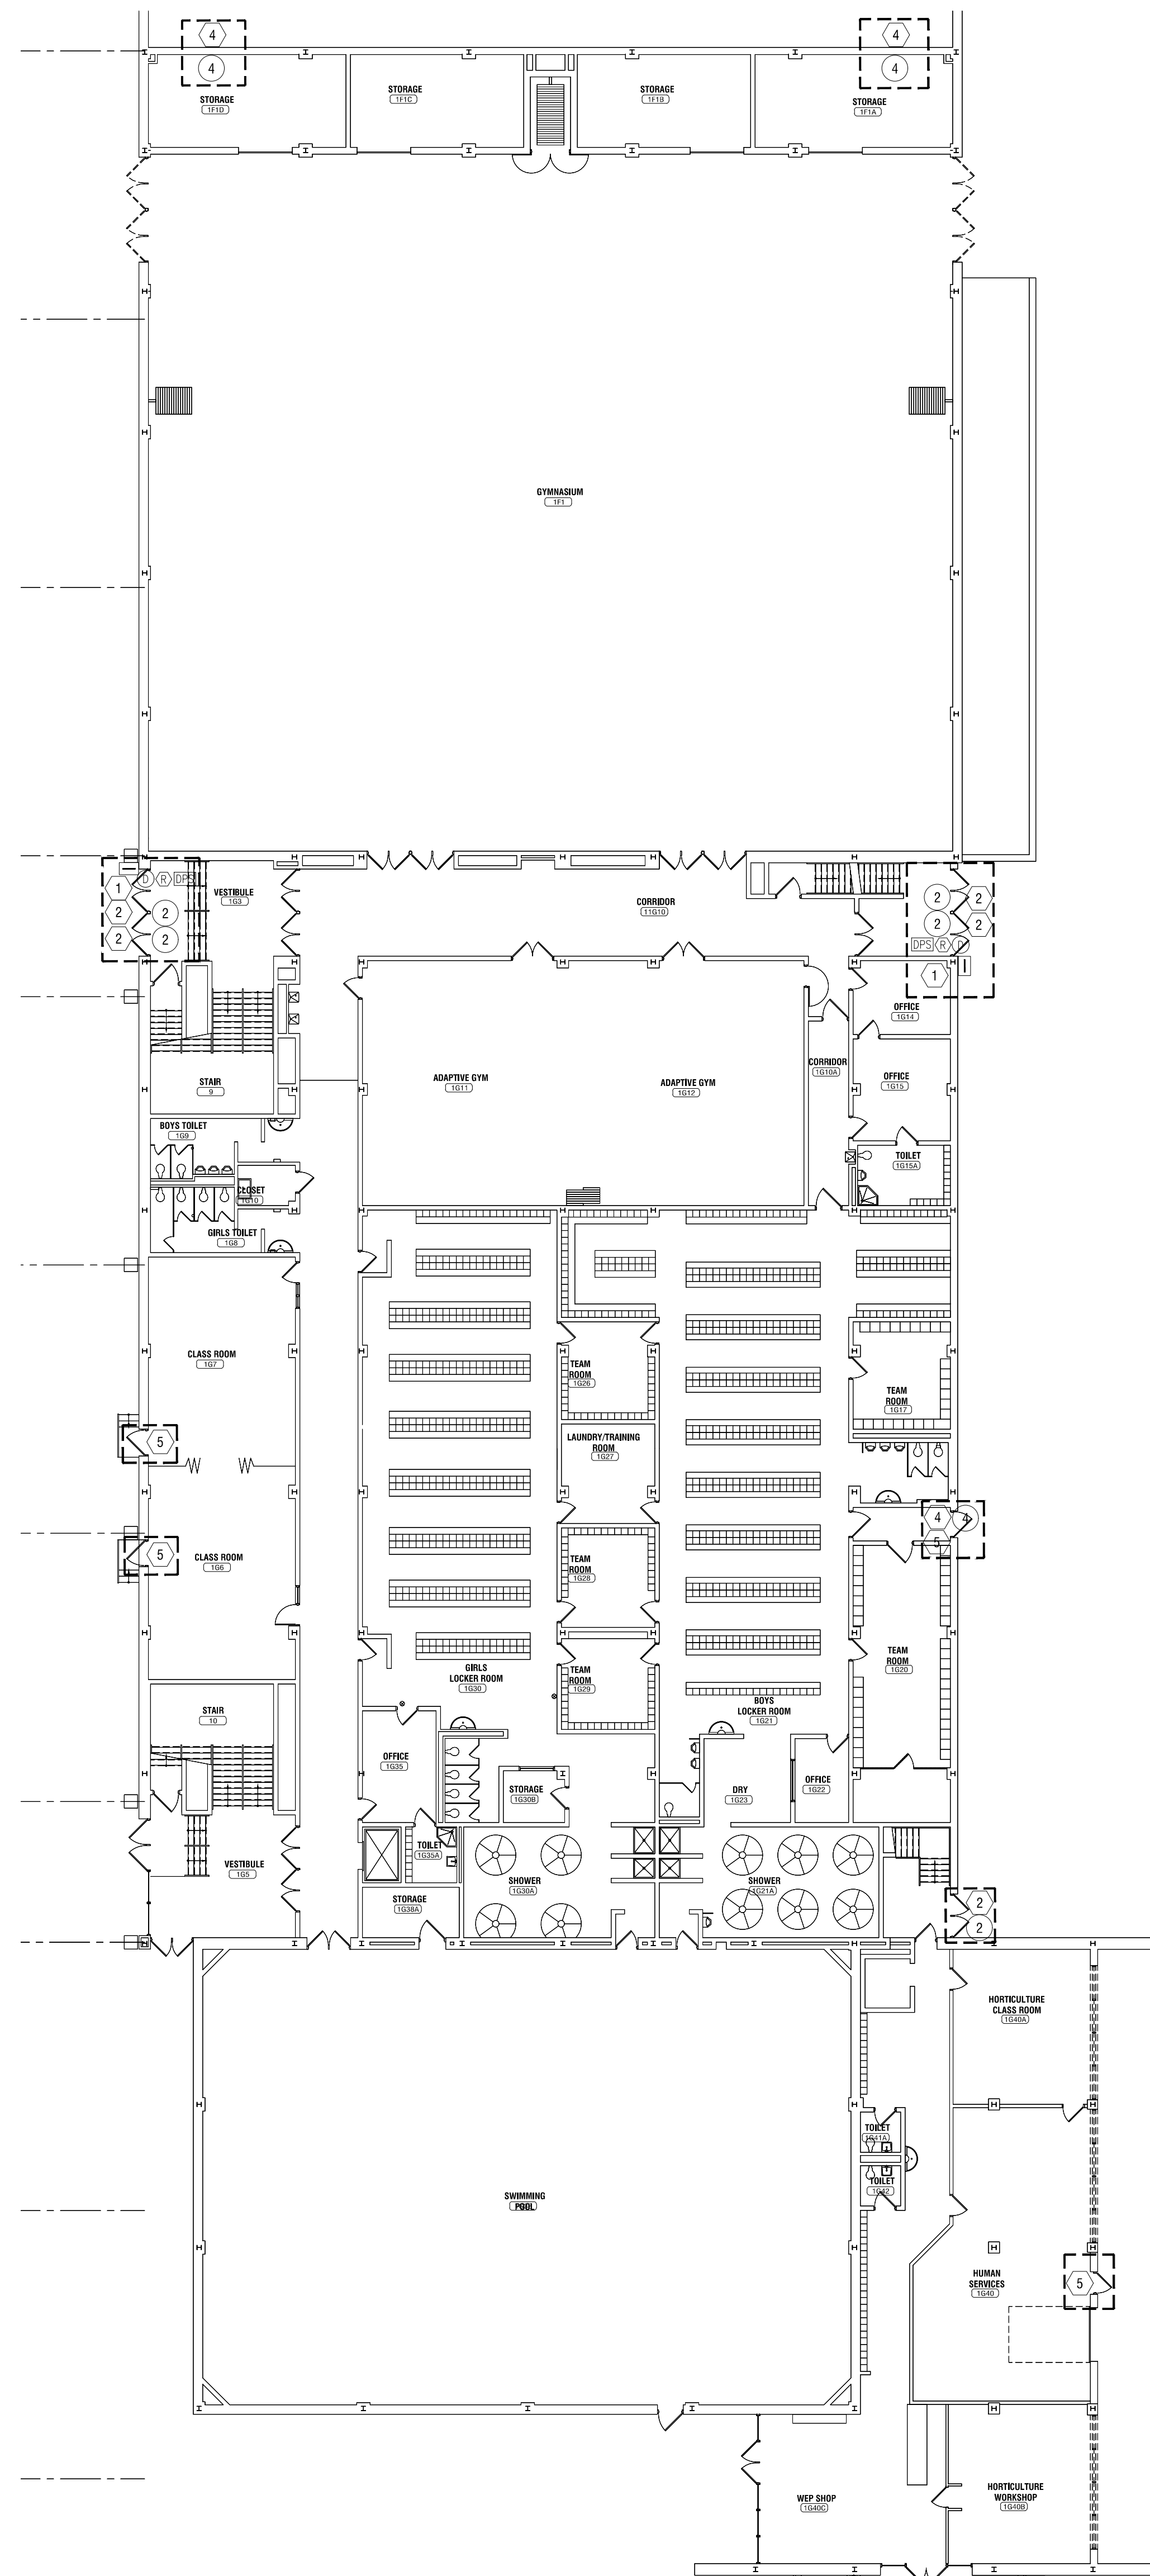 4
4
4
4
STORAGE
1F1D
STORAGE
1F1C
STORAGE
1F1B
STORAGE
1F1A
GYMNASIUM
1F1
D R DPS
1
2
2
2
2
VESTIBULE
1G3
CORRIDOR
11G10
2
2
2
2
DPS R D
1
OFFICE
1G14
STAIR
9
ADAPTIVE GYM
1G11
ADAPTIVE GYM
1G12
CORRIDOR
1G10A
OFFICE
1G15
BOYS TOILET
1G9
TOILET
1G15A
CLOSET
1G10
GIRLS TOILET
1G8
CLASS ROOM
1G7
TEAM
ROOM
1G26
TEAM
ROOM
1G17
5
LAUNDRY/TRAINING
ROOM
1G27
4
4
5
5
CLASS ROOM
1G6
TEAM
ROOM
1G28
TEAM
ROOM
1G20
GIRLS
LOCKER ROOM
1G30
TEAM
ROOM
1G29
BOYS
LOCKER ROOM
1G21
STAIR
10
OFFICE
1G35
STORAGE
1G30B
DRY
1G23
OFFICE
1G22
VESTIBULE
1G5
TOILET
1G35A
SHOWER
1G30A
SHOWER
1G21A
STORAGE
1G38A
2
2
HORTICULTURE
CLASS ROOM
1G40A
TOILET
1G41A
TOILET
1G42
SWIMMING
POOL
HUMAN
SERVICES
1G40
5
WEP SHOP
1G40C
HORTICULTURE
WORKSHOP
1G40B